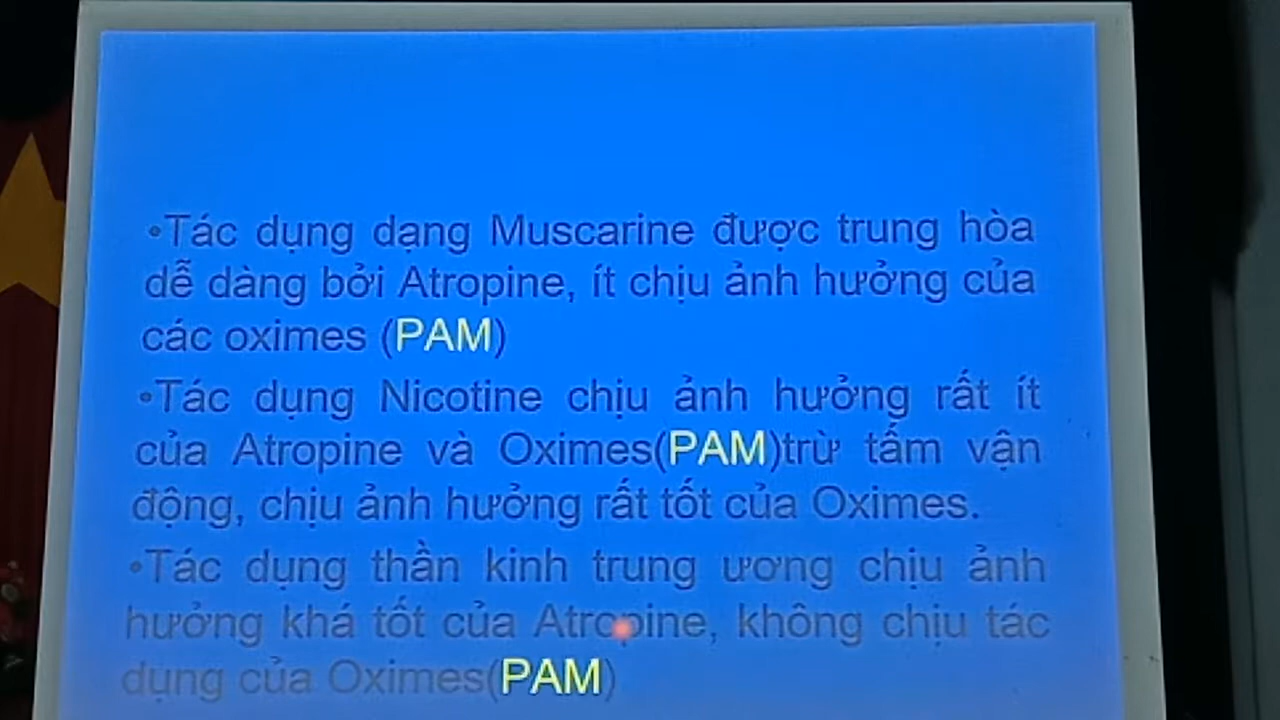 •Tác dụng dạng Muscarine được trung hòa
dễ dàng bởi Atropine, ít chịu ảnh hưởng của
các oximes (PAM)
•Tác dụng Nicotine chịu ảnh hưởng rất ít
của Atropine và Oximes(PAM)trừ tấm vận
động, chịu ảnh hưởng rất tốt của Oximes.
•Tác dụng thần kinh trung ương chịu ảnh
hưởng khá tốt của Atropine, không chịu tác
dụng của Oximes(PAM)